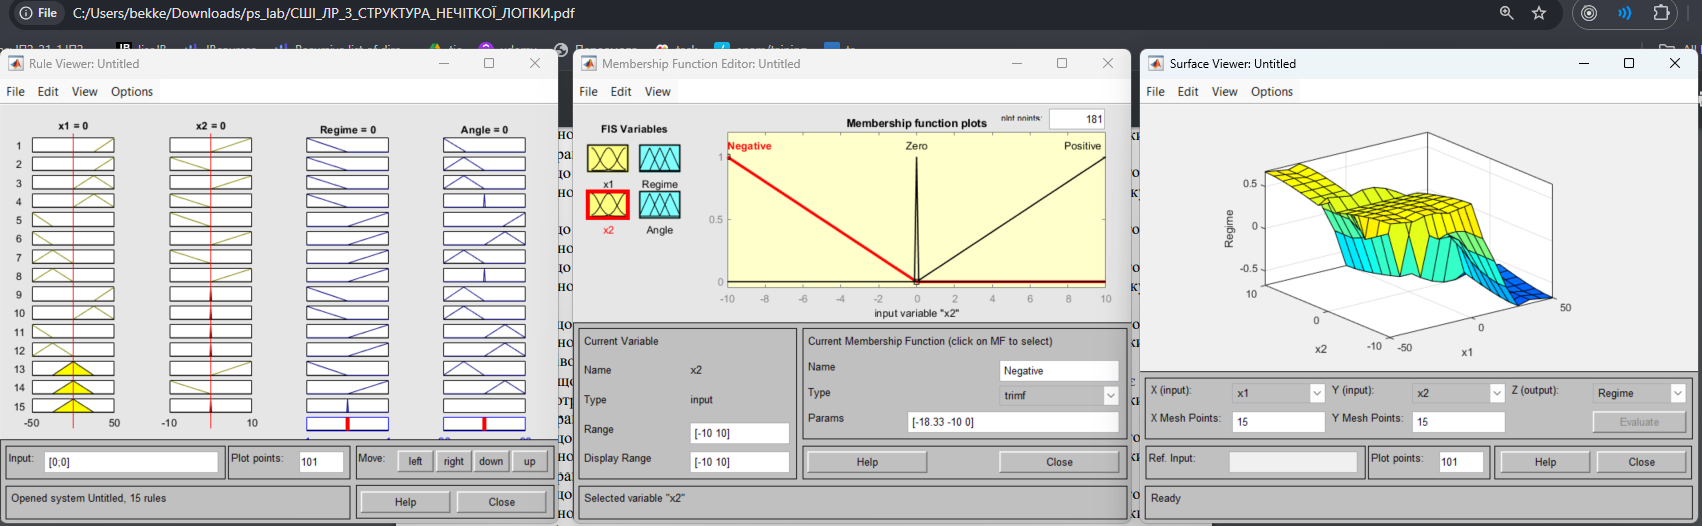 File
C:/Users/bekke/Downloads/ps_lab/СШІ_ЛР_3_СТРУКТУРА_НЕЧІТКОЇ_ЛОГІКИ.pdf
Rule Viewer: Untitled
File Edit View Options
x1 = 0
x2 = 0
Regime = 0
Angle = 0
1
2
3
4
5
6
7
8
9
10
11
12
13
14
15
-50 50
-10 10
Input: [0;0]
Plot points: 101
Move: left right down up
Opened system Untitled, 15 rules
Help Close
Membership Function Editor: Untitled
File Edit View
FIS Variables
x1
Regime
x2
Angle
Membership function plots
plot points: 181
Negative Zero Positive
1
0.5
0
-10 -8 -6 -4 -2 0 2 4 6 8 10
input variable "x2"
Current Variable
Name x2
Type input
Range [-10 10]
Display Range [-10 10]
Current Membership Function (click on MF to select)
Name Negative
Type trimf
Params [-18.33 -10 0]
Help Close
Selected variable "x2"
Surface Viewer: Untitled
File Edit View Options
Regime
0.5
0
-0.5
10
0
-10
x2
-50
0
50
x1
X (input): x1 Y (input): x2 Z (output): Regime
X Mesh Points: 15 Y Mesh Points: 15 Evaluate
Ref. Input: Plot points: 101 Help Close
Ready